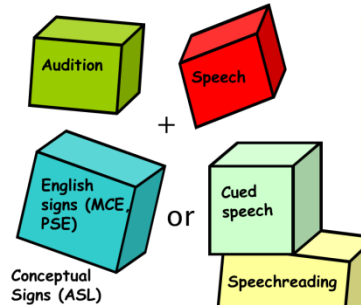 Audition
Speech
+
English
signs (MCE,
PSE)
or
Cued
speech
Conceptual
Signs (ASL)
Speechreading